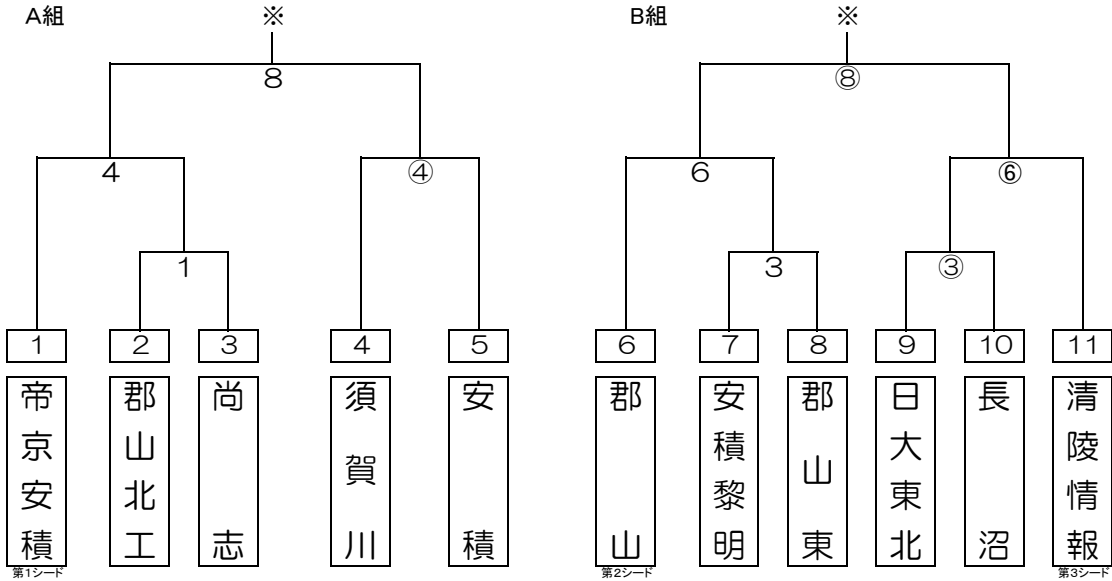 A組 ※ B組 ※
8 ⑧
4 ④ 6 ⑥
1 3 ③
1 2 3 4 5 6 7 8 9 10 11
帝京安積
郡山北工
尚志
須賀川
安積
郡山
安積黎明
郡山東
日大東北
長沼
清陵情報
第1シード 第2シード 第3シード